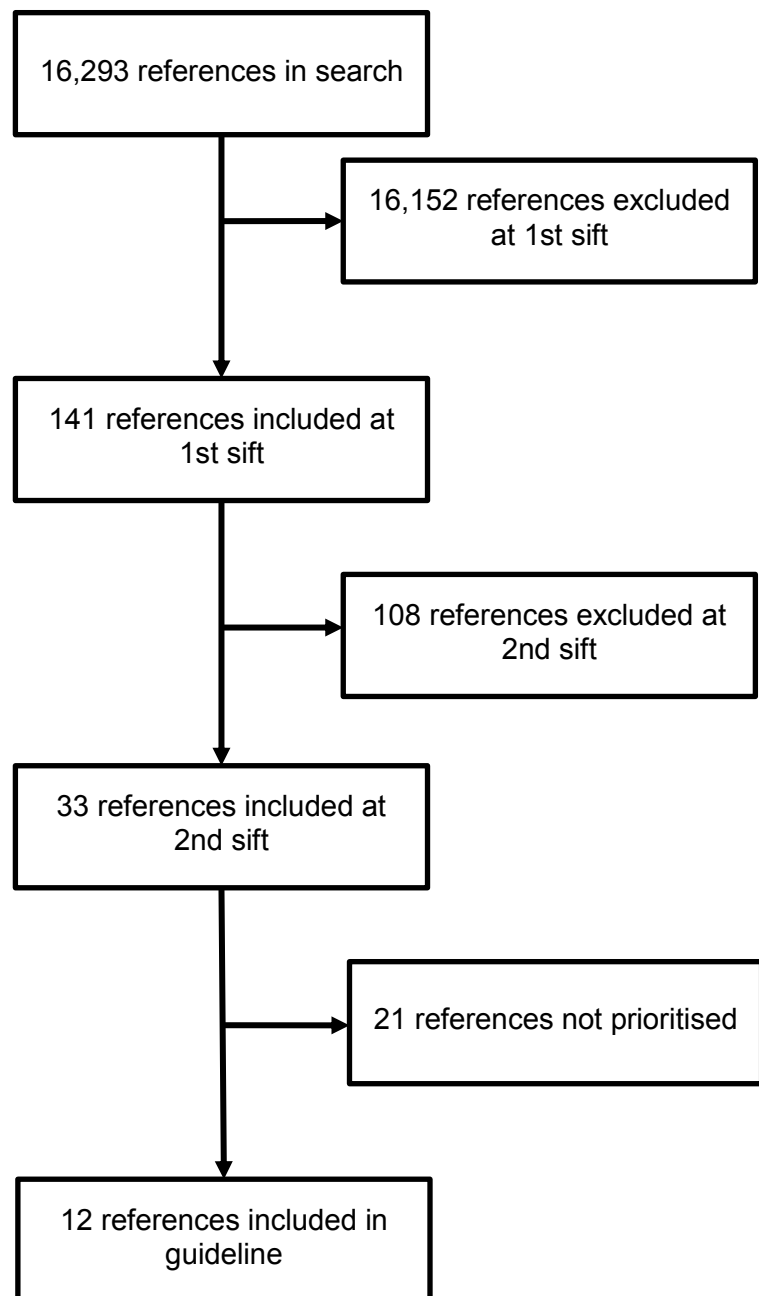 16,293 references in search
16,152 references excluded
at 1st sift
141 references included at
1st sift
108 references excluded at
2nd sift
33 references included at
2nd sift
21 references not prioritised
12 references included in
guideline